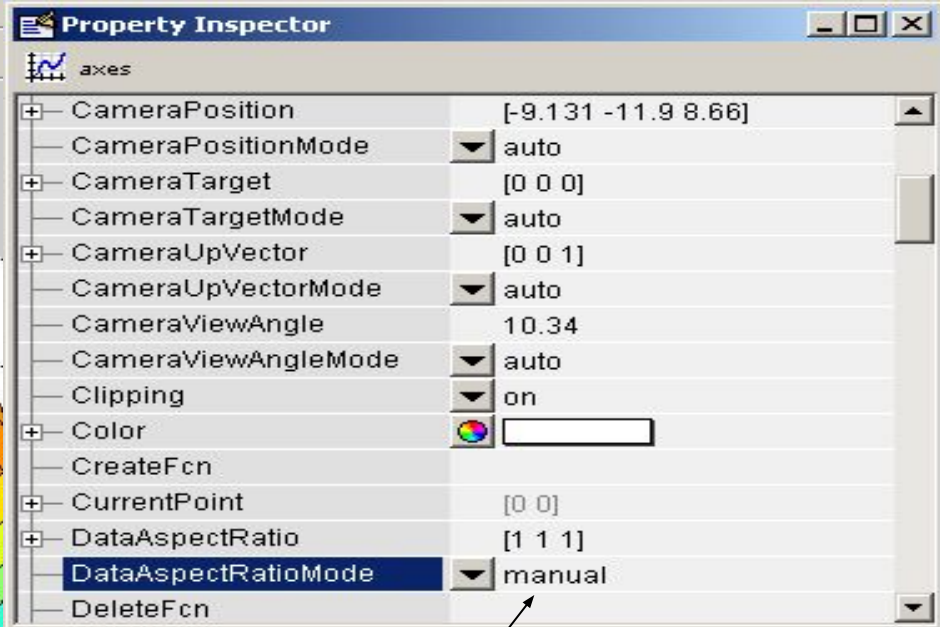 Property Inspector
axes
CameraPosition [-9.131 -11.9 8.66]
CameraPositionMode auto
CameraTarget [0 0 0]
CameraTargetMode auto
CameraUpVector [0 0 1]
CameraUpVectorMode auto
CameraViewAngle 10.34
CameraViewAngleMode auto
Clipping on
Color
CreateFcn
CurrentPoint [0 0]
DataAspectRatio [1 1 1]
DataAspectRatioMode manual
DeleteFcn